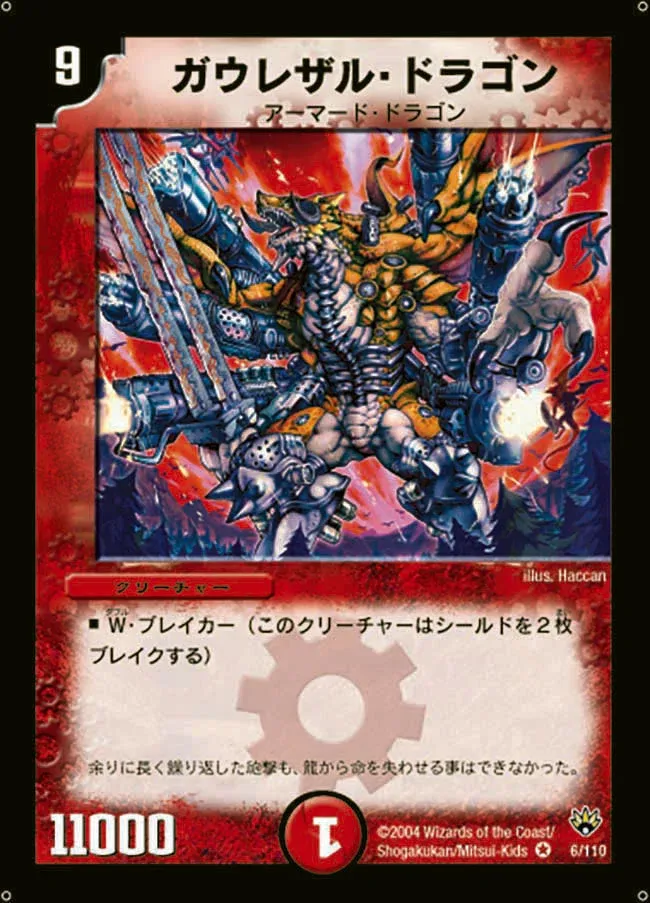 9
ガウレザル・ドラゴン
アーマード・ドラゴン
illus. Haccan
クリーチャー
■ W・ブレイカー（このクリーチャーはシールドを２枚
ブレイクする）
余りに長く繰り返した砲撃も、龍から命を失わせる事はできなかった。
11000
1
©2004 Wizards of the Coast/
Shogakukan/Mitsui-Kids
6/110